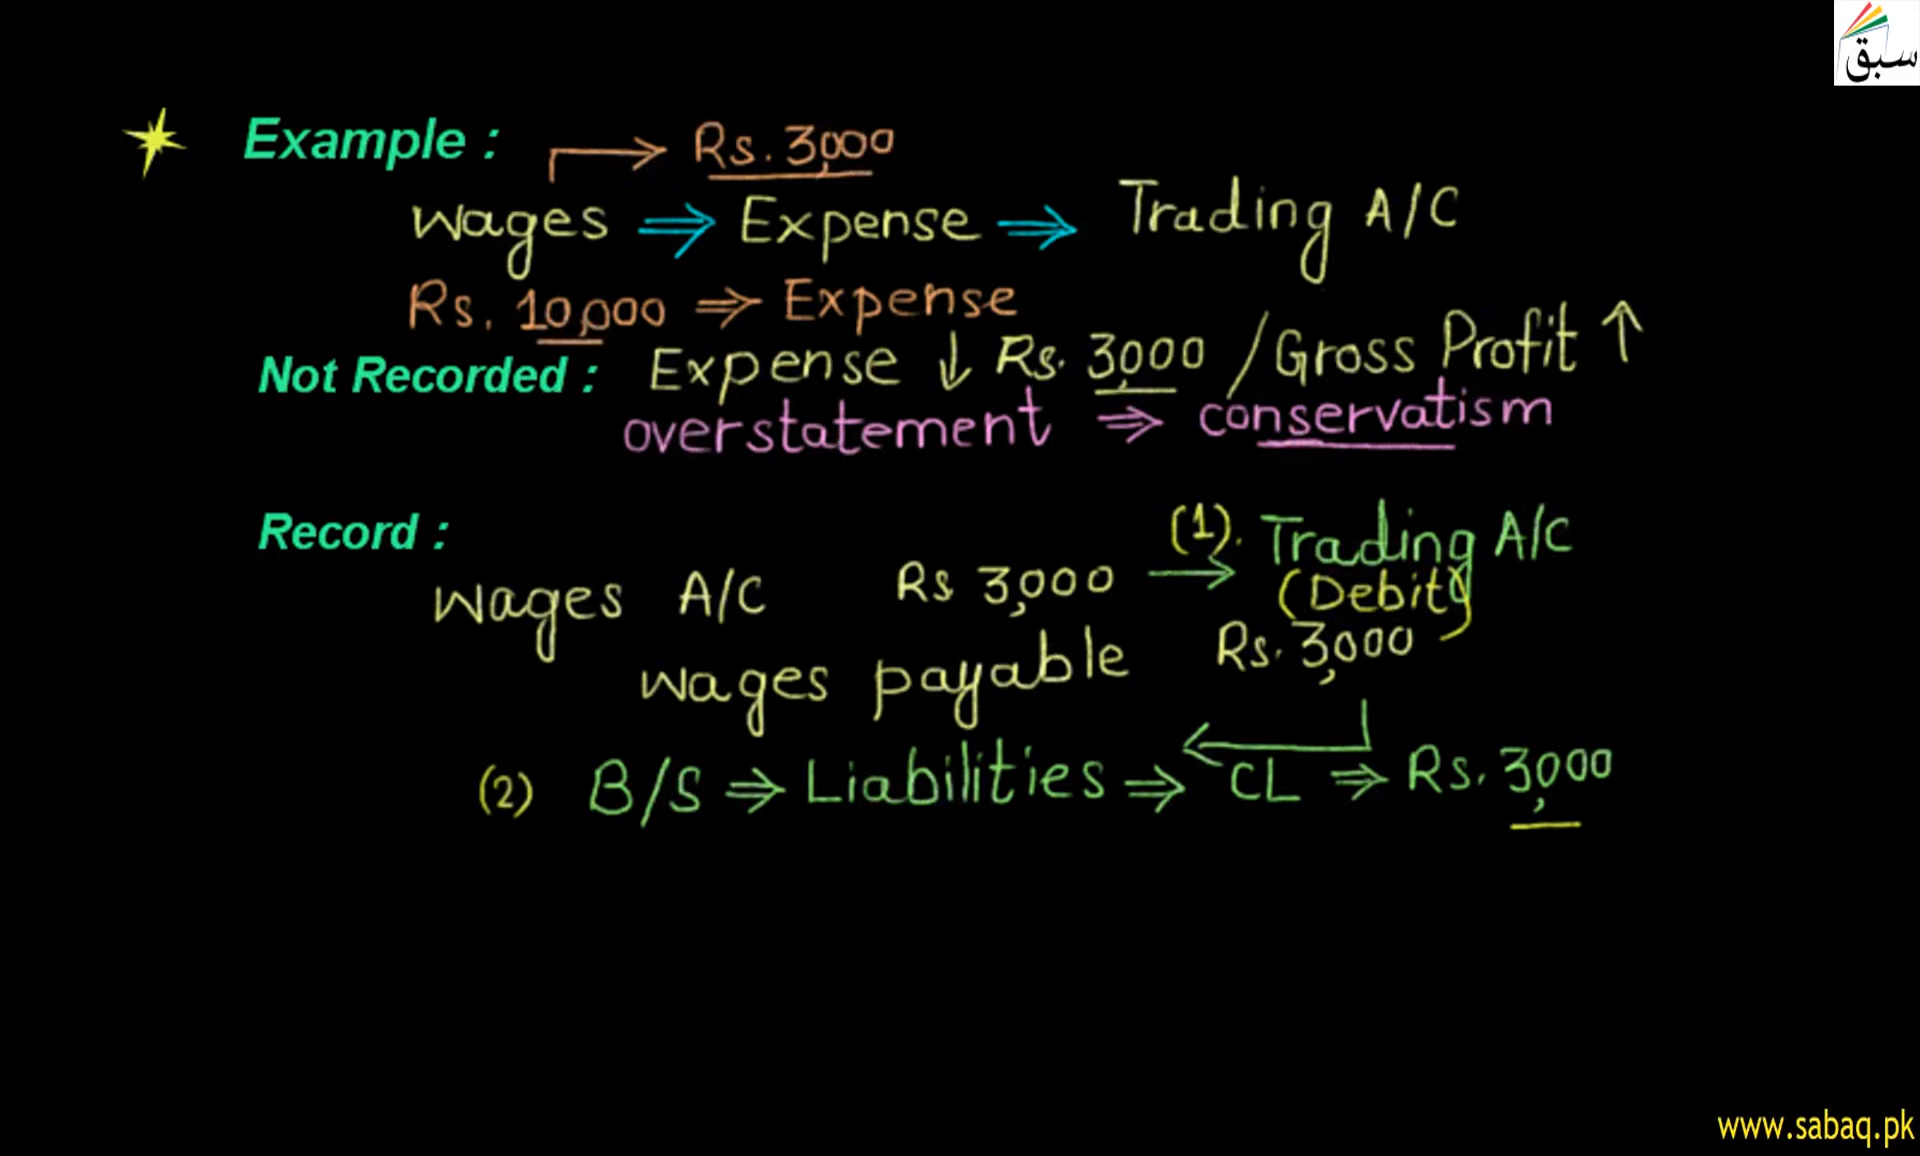 سبق
Example :
Rs. 3,000
Wages ⇒ Expense ⇒ Trading A/C
Rs. 10,000 ⇒ Expense
Not Recorded : Expense ↓ Rs. 3,000 / Gross Profit ↑
overstatement ⇒ conservatism
Record :
(1). Trading A/C
Wages A/C Rs 3,000 → (Debit)
Wages payable Rs. 3,000
(2) B/S ⇒ Liabilities ⇒ CL ⇒ Rs. 3,000
www.sabaq.pk